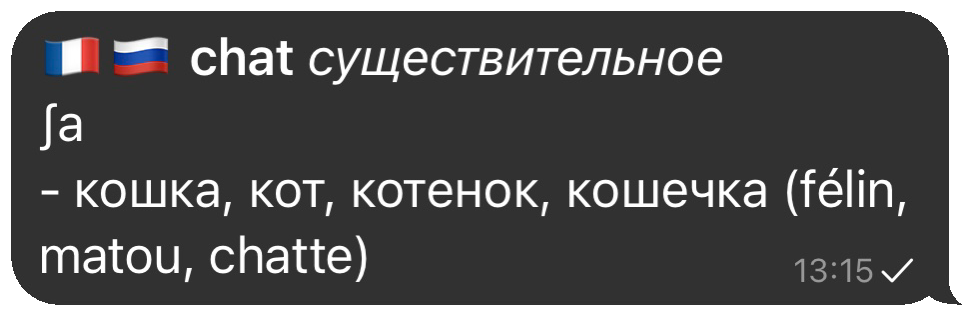 🇫🇷 🇷🇺 chat существительное
ʃa
- кошка, кот, котенок, кошечка (félin,
matou, chatte)
13:15